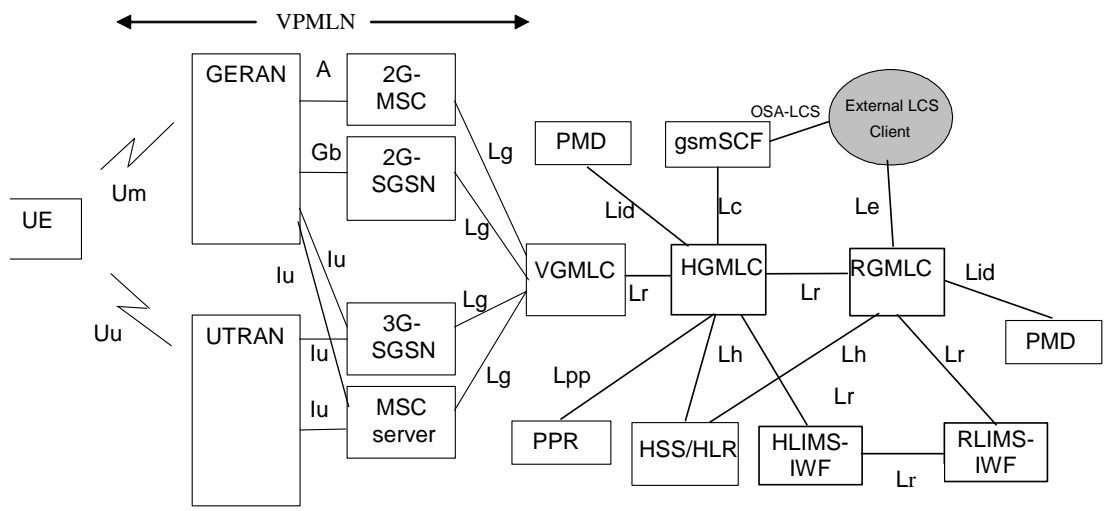 VPMLN
GERAN
A
2G-
MSC
Gb
2G-
SGSN
Lg
Lg
PMD
gsmSCF
OSA-LCS
External LCS
Client
UE
Um
Lid
Lc
Le
Iu
Iu
VGMLC
Lr
HGMLC
Lr
RGMLC
Lid
Uu
UTRAN
Iu
3G-
SGSN
Lg
Lg
PMD
Iu
MSC
server
Lpp
Lh
Lh
Lr
Lr
PPR
HSS/HLR
HLIMS-
IWF
Lr
RLIMS-
IWF